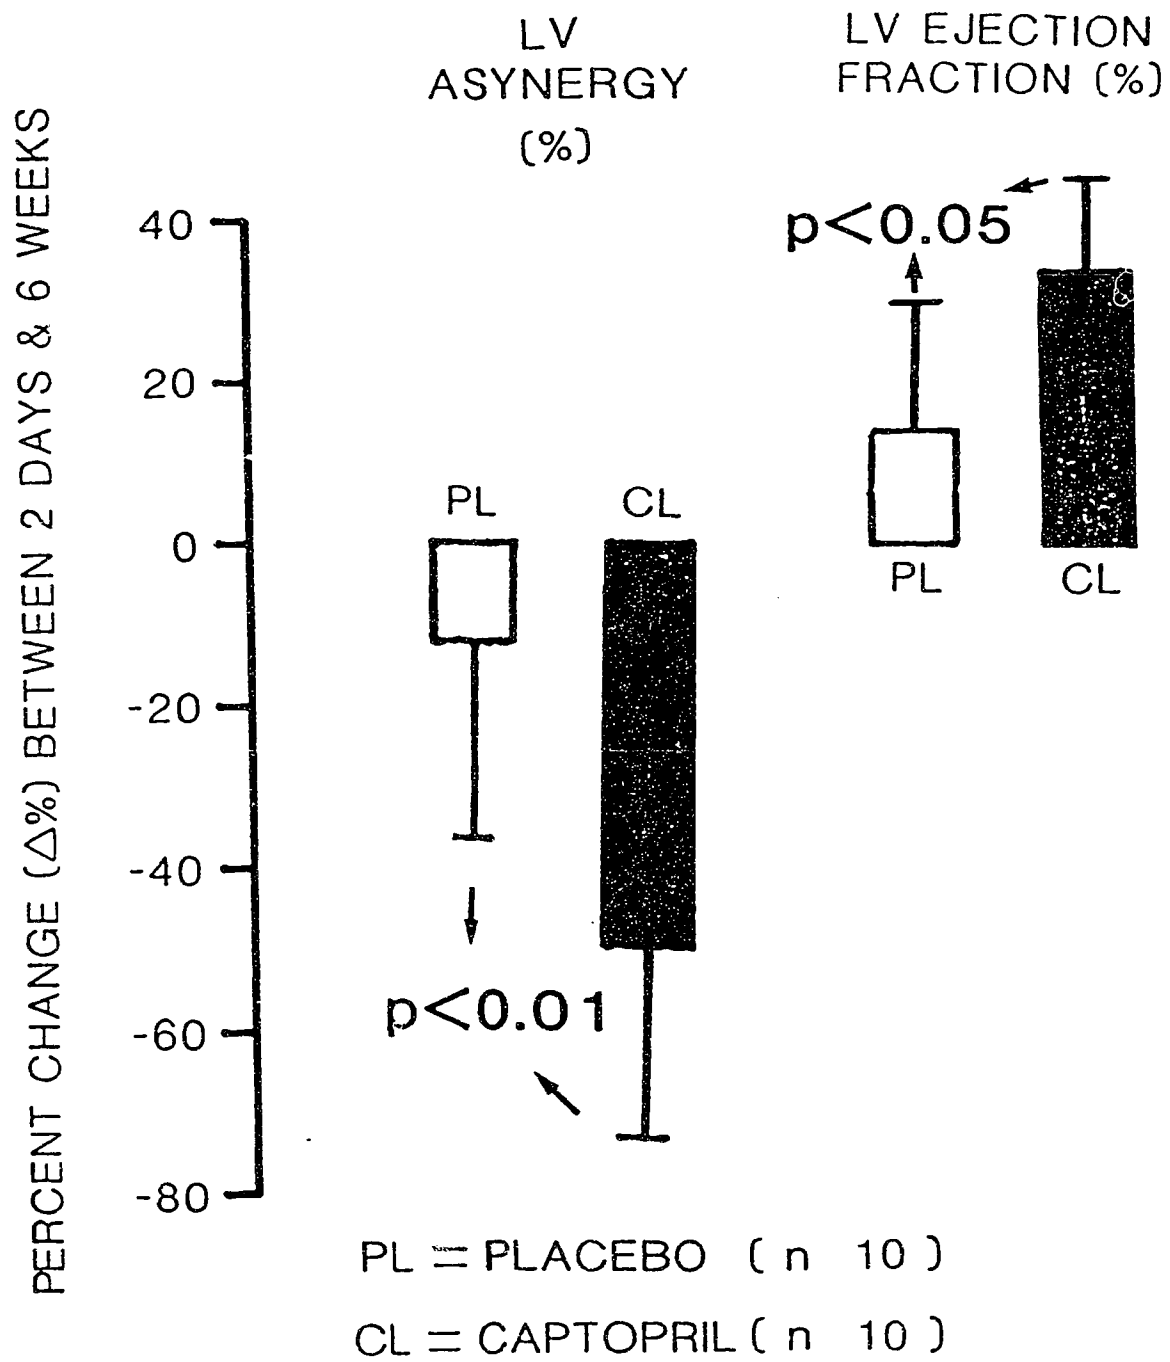 LV
ASYNERGY
(%)
LV EJECTION
FRACTION (%)
PERCENT CHANGE (Δ%) BETWEEN 2 DAYS & 6 WEEKS
40
20
0
-20
-40
-60
-80
p<0.05
PL
CL
PL
CL
p<0.01
PL = PLACEBO ( n 10 )
CL = CAPTOPRIL ( n 10 )